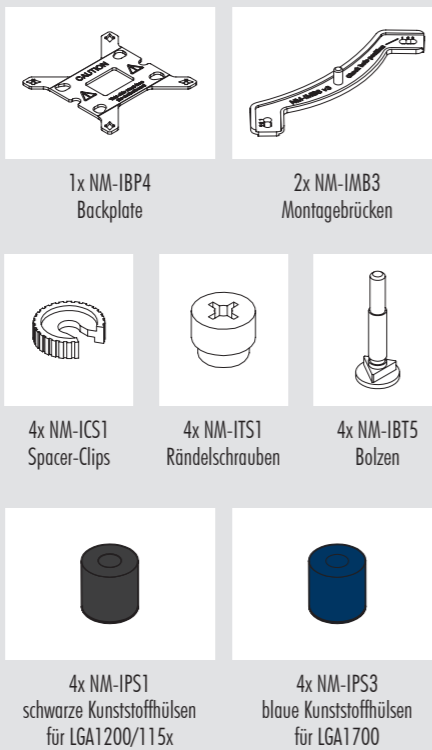 CAUTION
1x NM-IBP4
Backplate
2x NM-IMB3
Montagebrücken
4x NM-ICS1
Spacer-Clips
4x NM-ITS1
Rändelschrauben
4x NM-IBT5
Bolzen
4x NM-IPS1
schwarze Kunststoffhülsen
für LGA1200/115x
4x NM-IPS3
blaue Kunststoffhülsen
für LGA1700